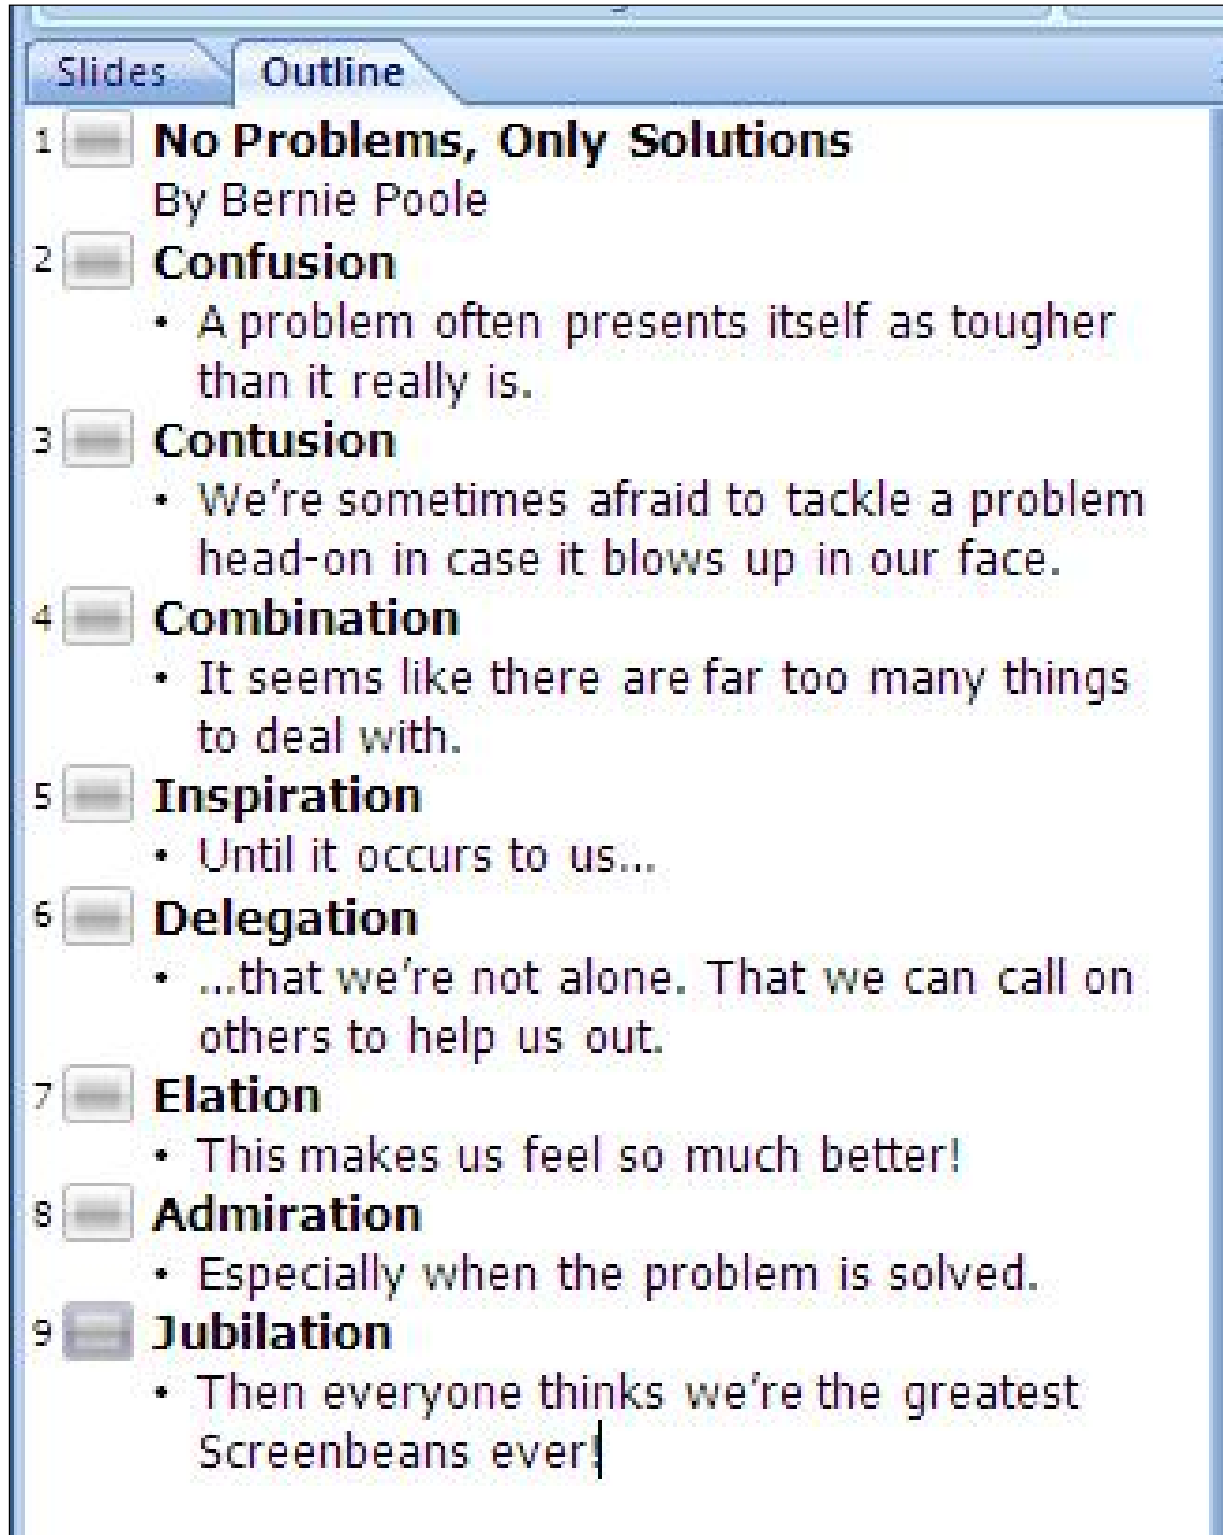 Slides Outline
1 No Problems, Only Solutions
By Bernie Poole
2 Confusion
• A problem often presents itself as tougher
than it really is.
3 Contusion
• We're sometimes afraid to tackle a problem
head-on in case it blows up in our face.
4 Combination
• It seems like there are far too many things
to deal with.
5 Inspiration
• Until it occurs to us...
6 Delegation
• ...that we're not alone. That we can call on
others to help us out.
7 Elation
• This makes us feel so much better!
8 Admiration
• Especially when the problem is solved.
9 Jubilation
• Then everyone thinks we're the greatest
Screenbeans ever!